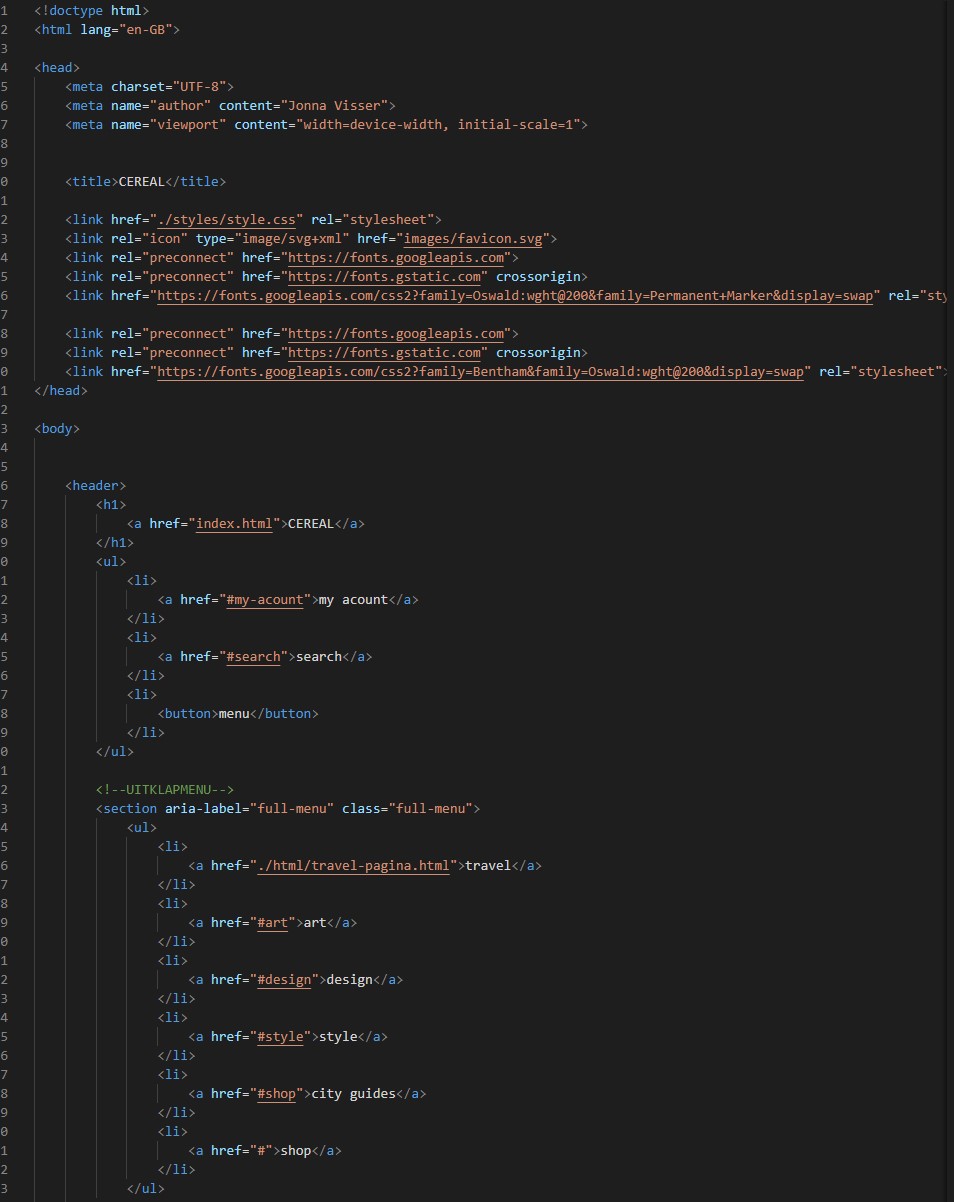 1 <!doctype html>
2 <html lang="en-GB">
3
4 <head>
5 <meta charset="UTF-8">
6 <meta name="author" content="Jonna Visser">
7 <meta name="viewport" content="width=device-width, initial-scale=1">
8
9
0 <title>CEREAL</title>
1
2 <link href="./styles/style.css" rel="stylesheet">
3 <link rel="icon" type="image/svg+xml" href="images/favicon.svg">
4 <link rel="preconnect" href="https://fonts.googleapis.com">
5 <link rel="preconnect" href="https://fonts.gstatic.com" crossorigin>
6 <link href="https://fonts.googleapis.com/css2?family=Oswald:wght@200&family=Permanent+Marker&display=swap" rel="sty
7
8 <link rel="preconnect" href="https://fonts.googleapis.com">
9 <link rel="preconnect" href="https://fonts.gstatic.com" crossorigin>
0 <link href="https://fonts.googleapis.com/css2?family=Bentham&family=Oswald:wght@200&display=swap" rel="stylesheet">
1 </head>
2
3 <body>
4
5
6 <header>
7 <h1>
8 <a href="index.html">CEREAL</a>
9 </h1>
0 <ul>
1 <li>
2 <a href="#my-acount">my acount</a>
3 </li>
4 <li>
5 <a href="#search">search</a>
6 </li>
7 <li>
8 <button>menu</button>
9 </li>
0 </ul>
1
2 <!--UITKLAPMENU-->
3 <section aria-label="full-menu" class="full-menu">
4 <ul>
5 <li>
6 <a href="./html/travel-pagina.html">travel</a>
7 </li>
8 <li>
9 <a href="#art">art</a>
0 </li>
1 <li>
2 <a href="#design">design</a>
3 </li>
4 <li>
5 <a href="#style">style</a>
6 </li>
7 <li>
8 <a href="#shop">city guides</a>
9 </li>
0 <li>
1 <a href="#">shop</a>
2 </li>
3 </ul>